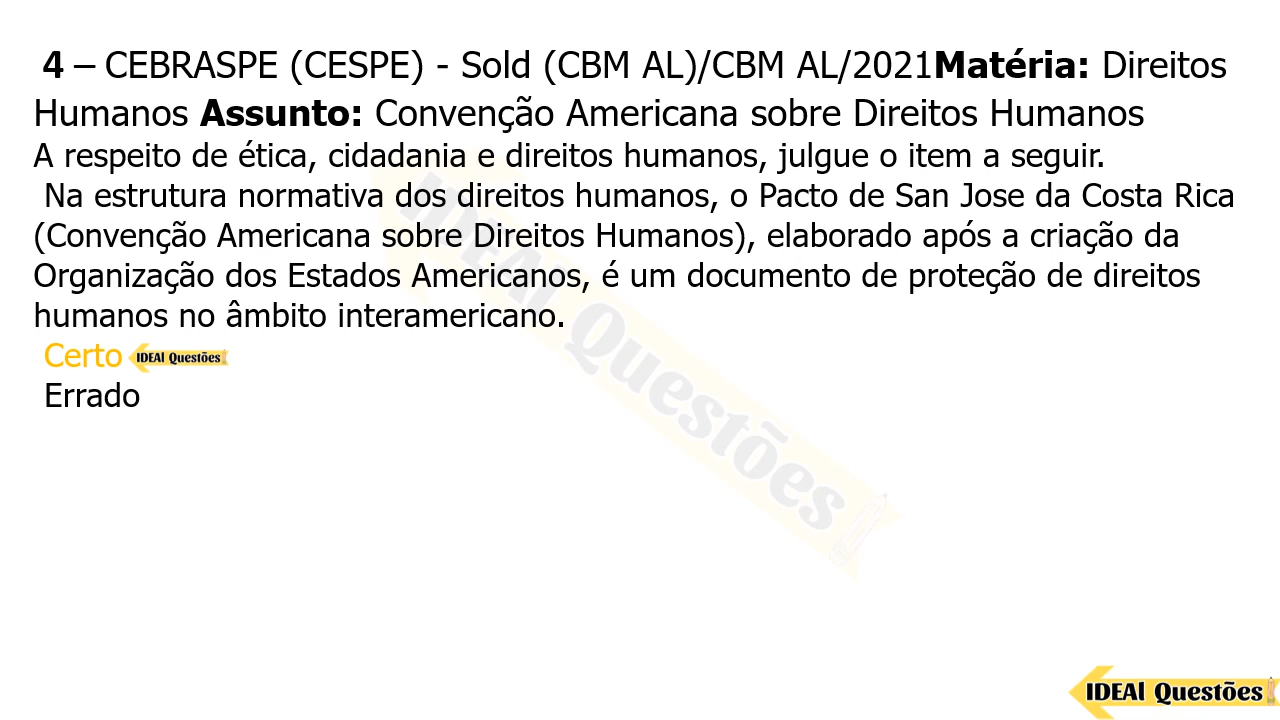 4 – CEBRASPE (CESPE) - Sold (CBM AL)/CBM AL/2021Matéria: Direitos
Humanos Assunto: Convenção Americana sobre Direitos Humanos
A respeito de ética, cidadania e direitos humanos, julgue o item a seguir.
Na estrutura normativa dos direitos humanos, o Pacto de San Jose da Costa Rica
(Convenção Americana sobre Direitos Humanos), elaborado após a criação da
Organização dos Estados Americanos, é um documento de proteção de direitos
humanos no âmbito interamericano.
Certo IDEAl Questões
Errado
IDEAl Questões
IDEAl Questões